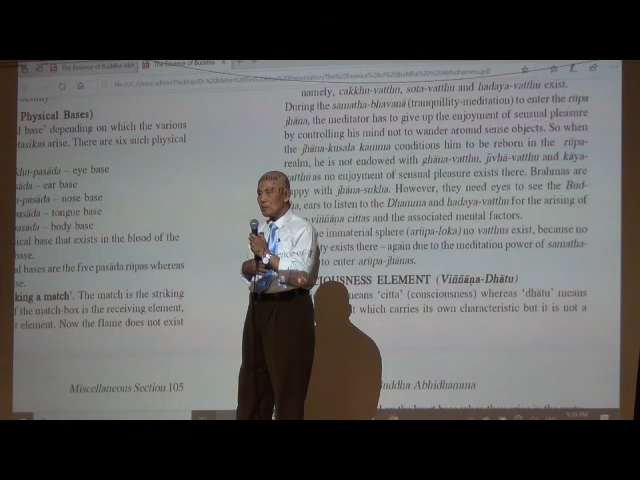 The Essence of Buddha Abhi
The Essence of Buddha
Physical Bases)
base' depending on which the various
arise. There are six such physical
pasāda – eye base
pasāda – ear base
pasāda – nose base
pasāda – tongue base
pasāda – body base
ical base that exists in the blood of the
base.
al bases are the five pasāda rūpas whereas
se.
king a match'. The match is the striking
f the match-box is the receiving element,
t element. Now the flame does not exist
Miscellaneous Section 105
namely, cakkhu-vatthu, sota-vatthu and hadaya-vatthu exist.
During the samatha-bhavanā (tranquillity-meditation) to enter the rūpa
jhāna, the meditator has to give up the enjoyment of sensual pleasure
by controlling his mind not to wander around sense objects. So when
the jhāna-kusala kamma conditions him to be reborn in the rūpa-
realm, he is not endowed with ghāna-vatthu, jivhā-vatthu and kāya-
vatthu as no enjoyment of sensual pleasure exists there. Brahmas are
happy with jhāna-sukha. However, they need eyes to see the Bud-
ears to listen to the Dhamma and hadaya-vatthu for the arising of
viññāṇa cittas and the associated mental factors.
e immaterial sphere (arūpa-loka) no vatthus exist, because no
exists there – again due to the meditation power of samatha-
to enter arūpa-jhānas.
IOUSNESS ELEMENT (Viññāṇa-Dhātu)
means 'citta' (consciousness) whereas 'dhātu' means
which carries its own characteristic but it is not a
Buddha Abhidhamma